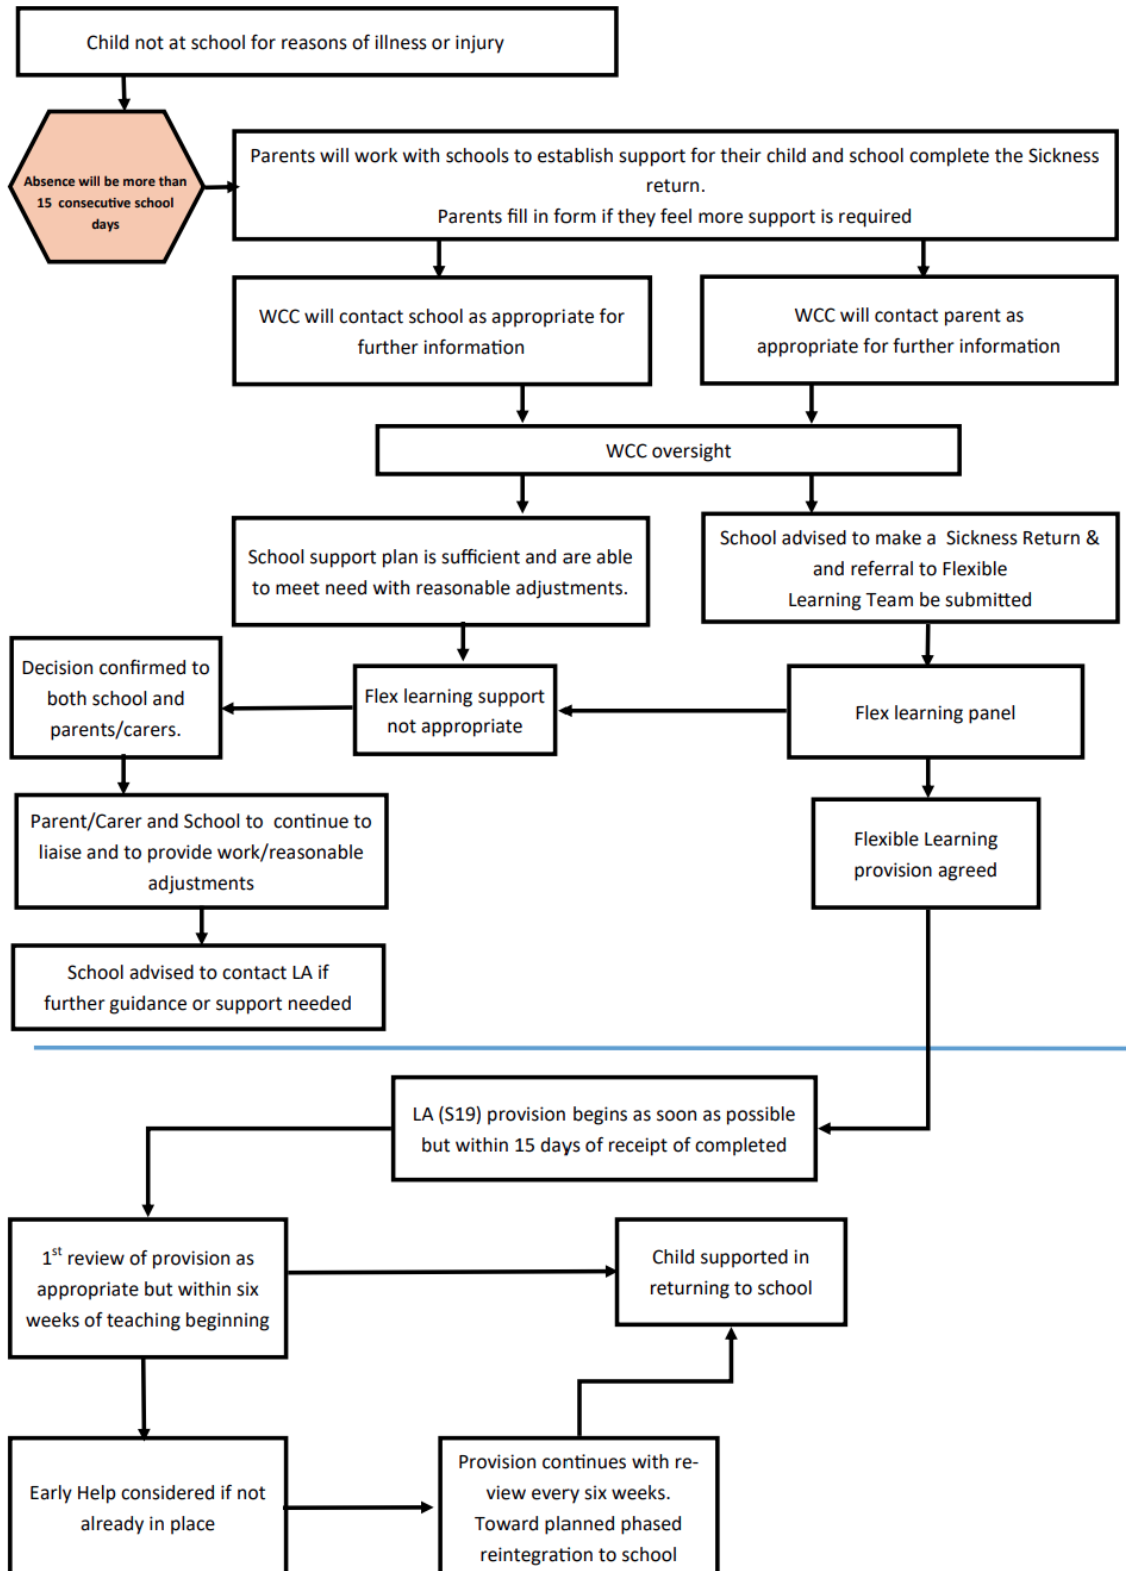 Child not at school for reasons of illness or injury
Absence will be more than
15 consecutive school
days
Parents will work with schools to establish support for their child and school complete the Sickness
return.
Parents fill in form if they feel more support is required
WCC will contact school as appropriate for
further information
WCC will contact parent as
appropriate for further information
WCC oversight
School support plan is sufficient and are able
to meet need with reasonable adjustments.
School advised to make a Sickness Return &
and referral to Flexible
Learning Team be submitted
Decision confirmed to
both school and
parents/carers.
Flex learning support
not appropriate
Flex learning panel
Parent/Carer and School to continue to
liaise and to provide work/reasonable
adjustments
Flexible Learning
provision agreed
School advised to contact LA if
further guidance or support needed
LA (S19) provision begins as soon as possible
but within 15 days of receipt of completed
1st review of provision as
appropriate but within six
weeks of teaching beginning
Child supported in
returning to school
Early Help considered if not
already in place
Provision continues with re-
view every six weeks.
Toward planned phased
reintegration to school